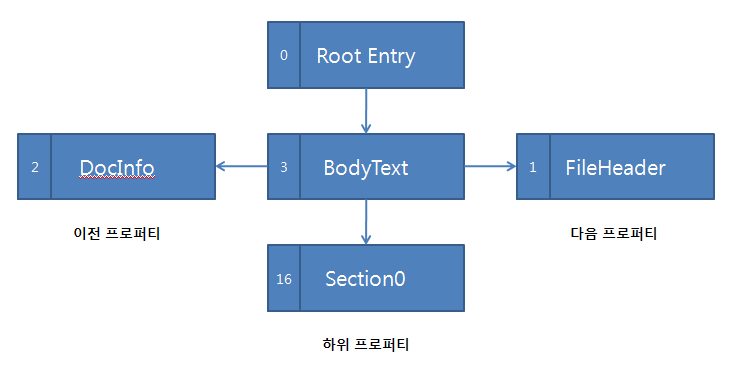 0 Root Entry
2 DocInfo
3 BodyText
1 FileHeader
이전 프로퍼티
다음 프로퍼티
16 Section0
하위 프로퍼티